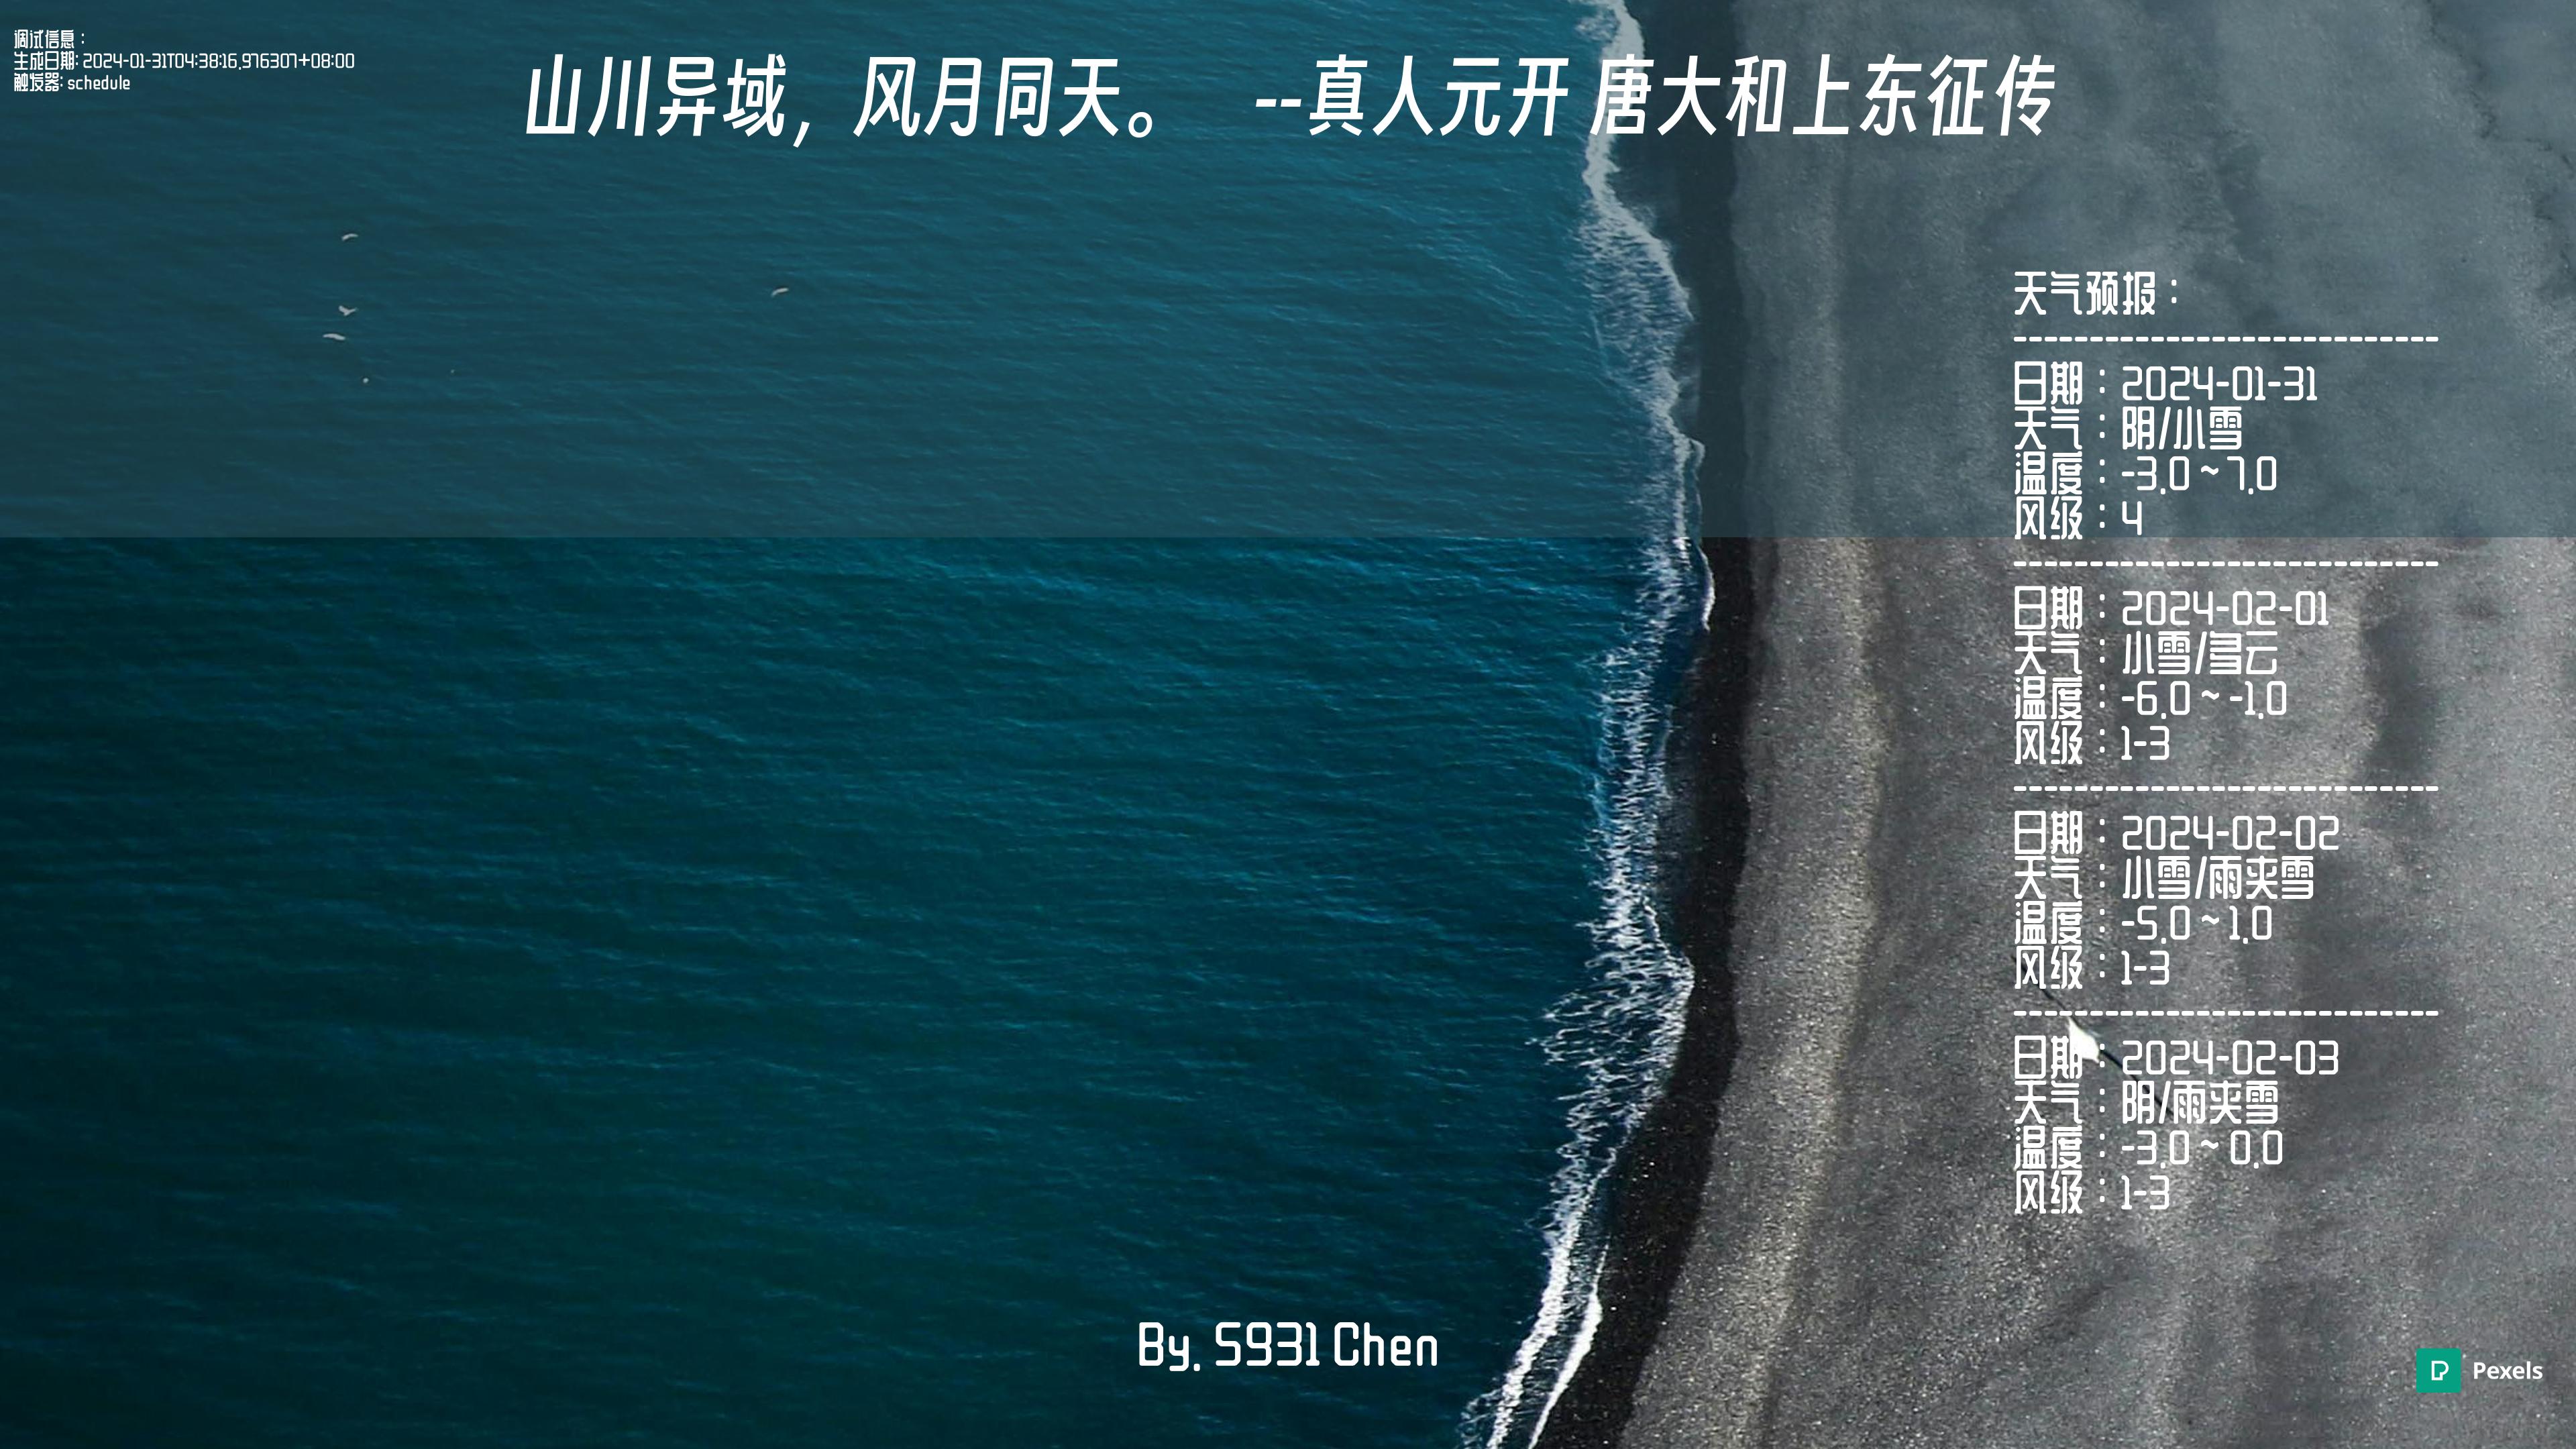 调试信息：
生成日期: 2024-01-31T04:38:16.976307+08:00
触发器: schedule
山川异域，风月同天。 --真人元开 唐大和上东征传
天气预报：
----------------------------
日期：2024-01-31
天气：阴/小雪
温度：-3.0 ~ 7.0
风级：4
----------------------------
日期：2024-02-01
天气：小雪/多云
温度：-6.0 ~ -1.0
风级：1-3
----------------------------
日期：2024-02-02
天气：小雪/雨夹雪
温度：-5.0 ~ 1.0
风级：1-3
----------------------------
日期：2024-02-03
天气：阴/雨夹雪
温度：-3.0 ~ 0.0
风级：1-3
By. S931 Chen
Pexels